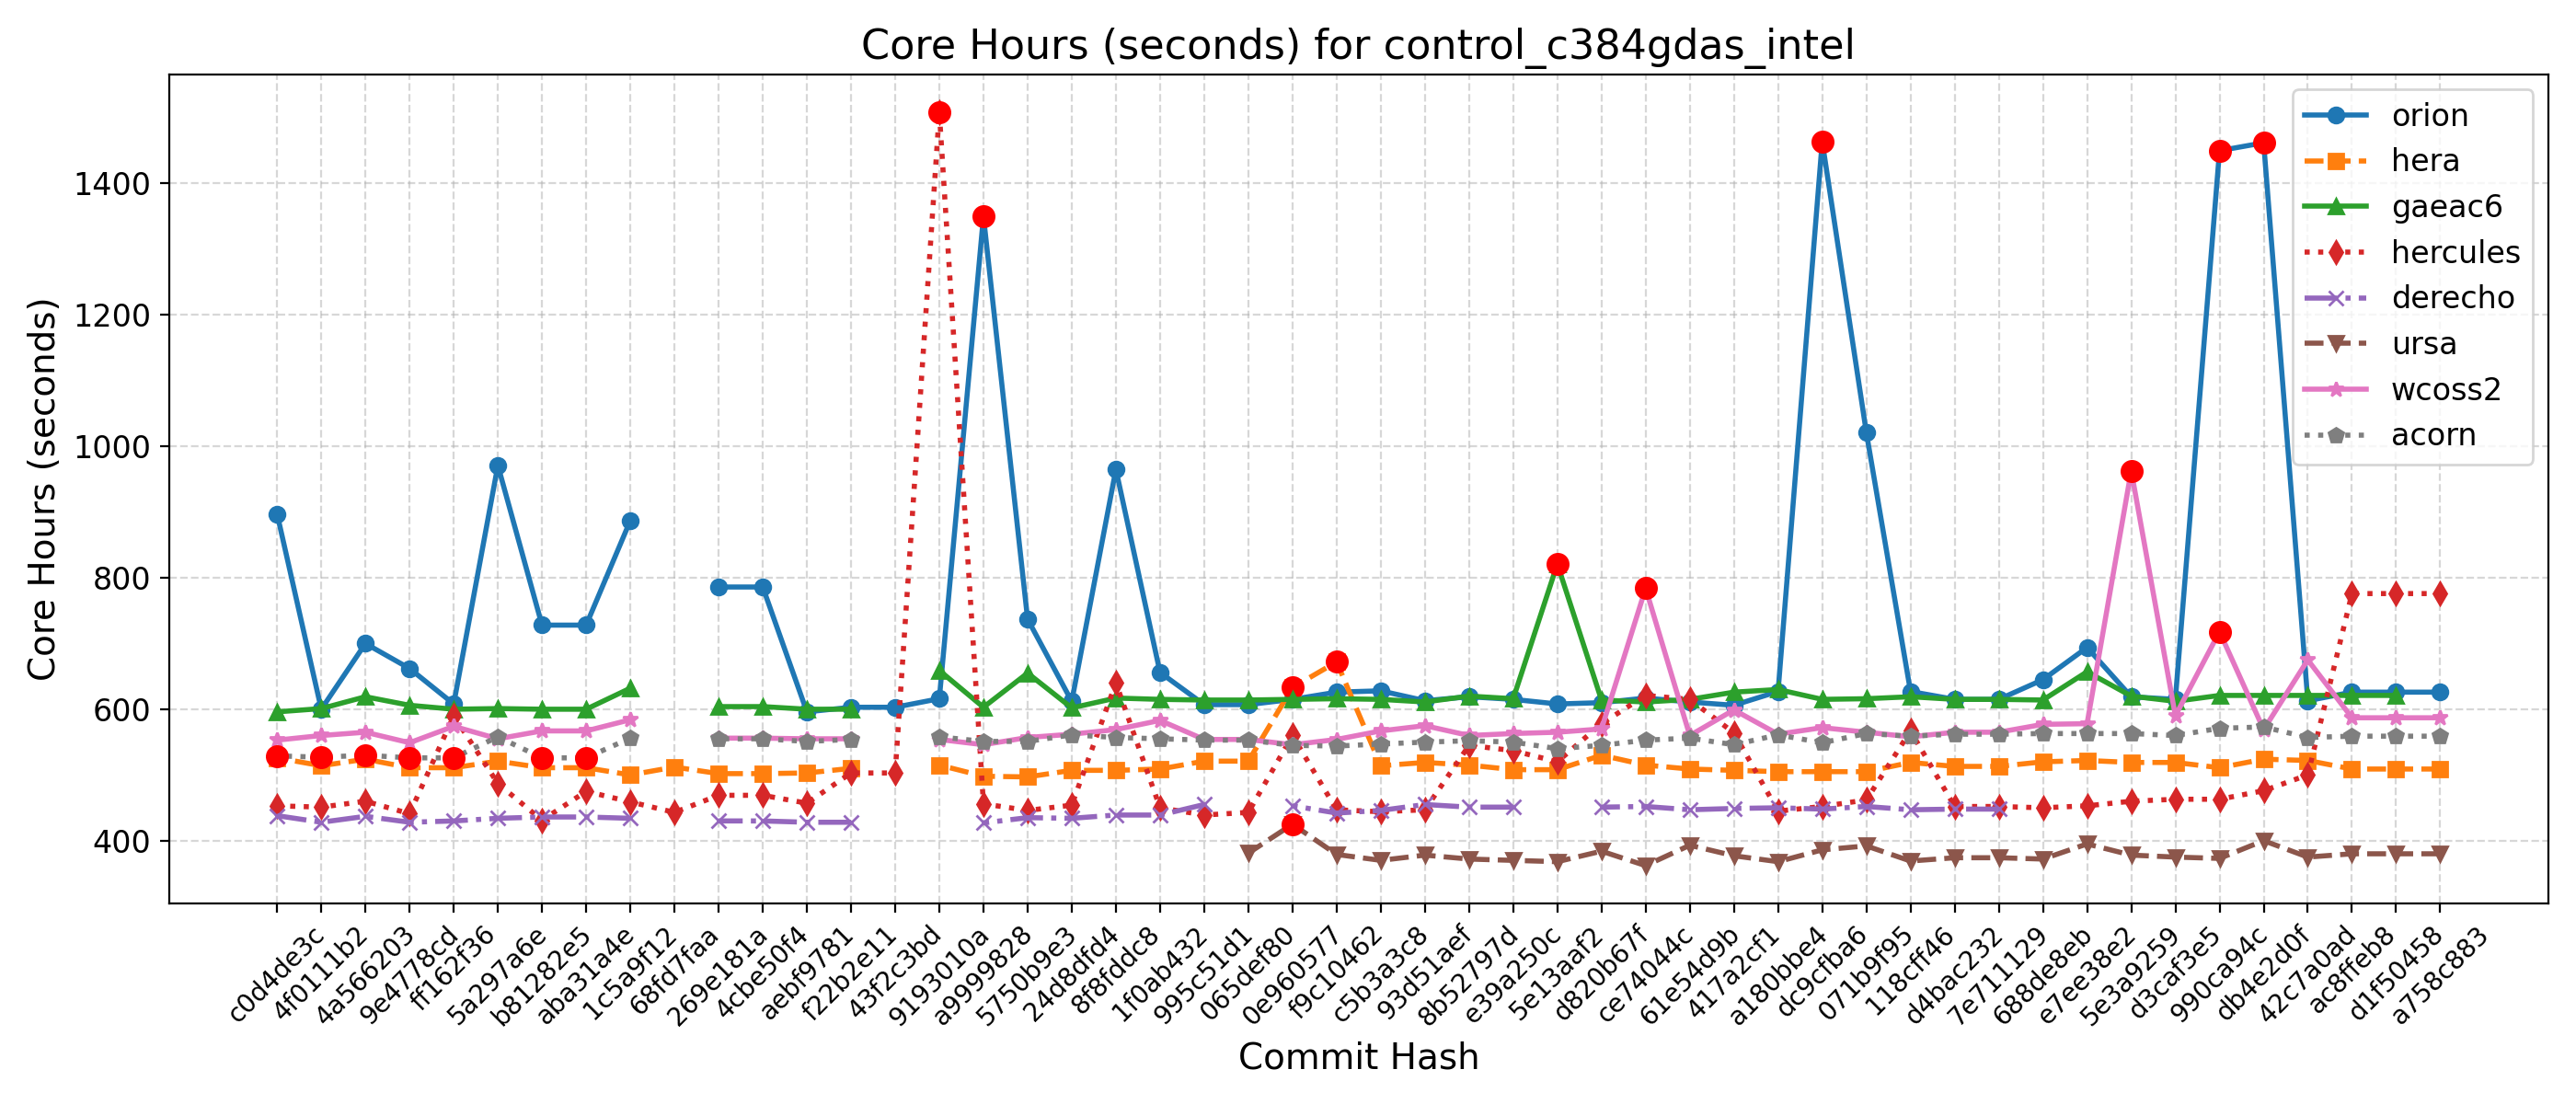 Core Hours (seconds) for control_c384gdas_intel
Core Hours (seconds)
1400
1200
1000
800
600
400
orion
hera
gaeac6
hercules
derecho
ursa
wcoss2
acorn
c0d4de3c
4f0111b2
4a566203
9e4778cd
ff162f36
5a297a6e
b81282e5
aba31a4e
1c5a9f12
68fd7faa
269e181a
4cbe50f4
aebf9781
f22b2e11
43f2c3bd
9193010a
a9999828
5750b9e3
24d8dfd4
8f8fddc8
1f0ab432
995c51d1
065def80
0e960577
f9c10462
c5b3a3c8
93d51aef
8b52797d
e39a250c
5e13aaf2
d820b67f
ce74044c
61e54d9b
417a2cf1
a180bbe4
dc9cfba6
071b9f95
118cff46
d4bac232
7e711129
688de8eb
e7ee38e2
5e3a9259
d3caf3e5
990ca94c
db4e2d0f
42c7a0ad
ac8ffeb8
d1f50458
a758c883
Commit Hash